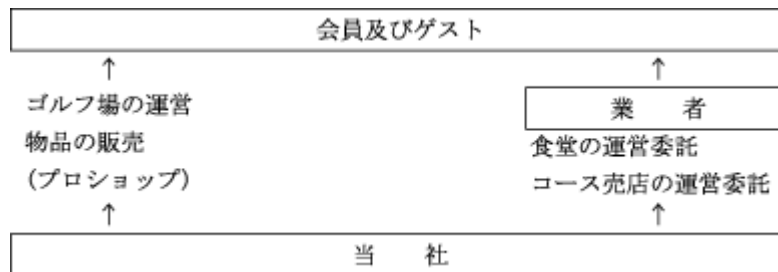 会員及びゲスト
↑ ↑
ゴルフ場の運営
物品の販売
(プロショップ)
↑
業　　者
食堂の運営委託
コース売店の運営委託
↑
当　　社